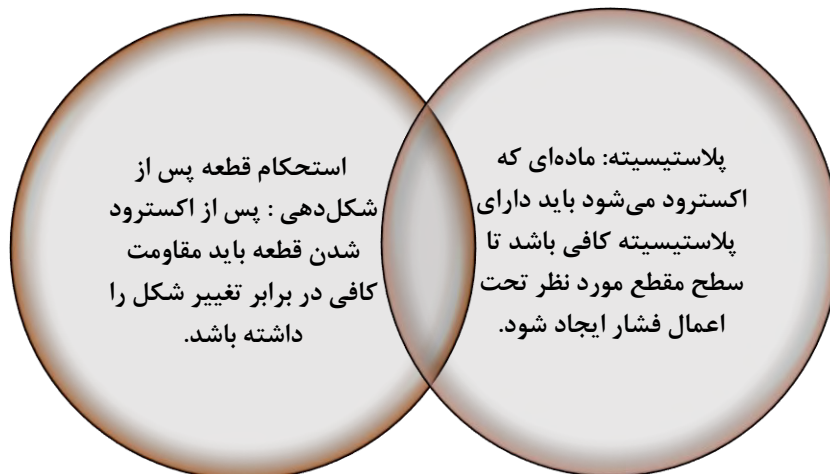 پلاستیسیته: ماده‌ای که
اکسترود می‌شود باید دارای
پلاستیسیته کافی باشد تا
سطح مقطع مورد نظر تحت
اعمال فشار ایجاد شود.
استحکام قطعه پس از
شکل‌دهی : پس از اکسترود
شدن قطعه باید مقاومت
کافی در برابر تغییر شکل را
داشته باشد.